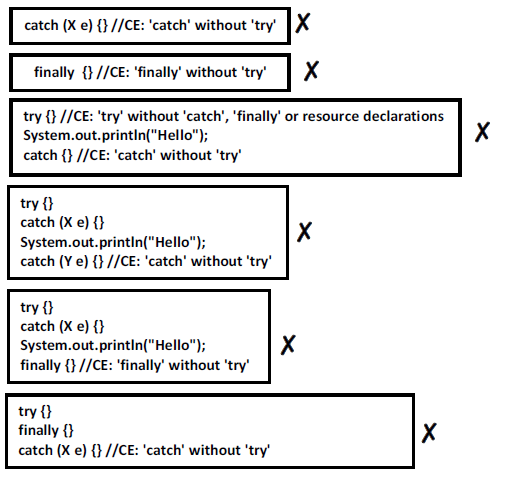 catch (X e) {} //CE: 'catch' without 'try'
X
finally {} //CE: 'finally' without 'try'
X
try {} //CE: 'try' without 'catch', 'finally' or resource declarations
System.out.println("Hello");
catch {} //CE: 'catch' without 'try'
X
try {}
catch (X e) {}
System.out.println("Hello");
catch (Y e) {} //CE: 'catch' without 'try'
X
try {}
catch (X e) {}
System.out.println("Hello");
finally {} //CE: 'finally' without 'try'
X
try {}
finally {}
catch (X e) {} //CE: 'catch' without 'try'
X